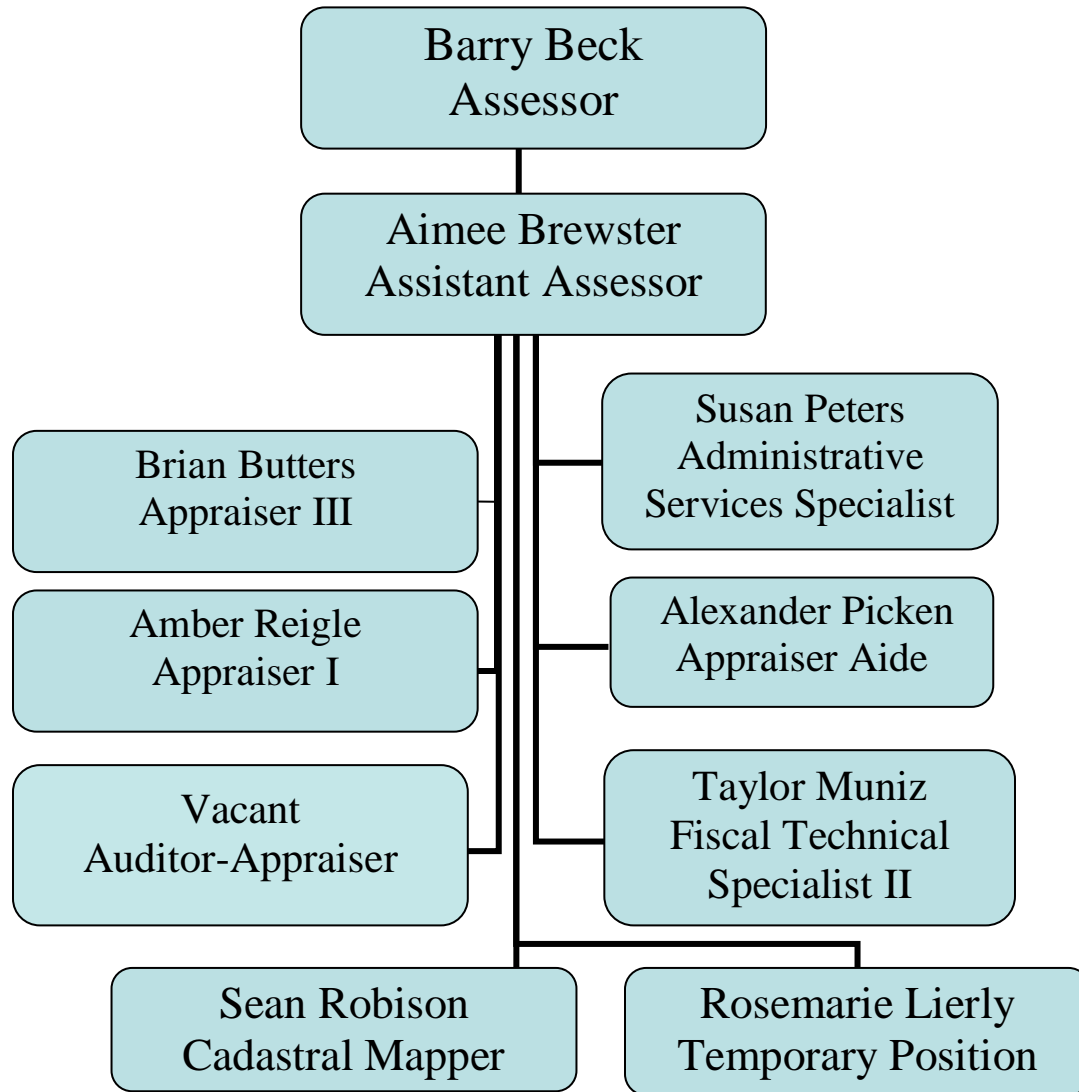 Barry Beck
Assessor
Aimee Brewster
Assistant Assessor
Brian Butters
Appraiser III
Susan Peters
Administrative
Services Specialist
Amber Reigle
Appraiser I
Alexander Picken
Appraiser Aide
Vacant
Auditor-Appraiser
Taylor Muniz
Fiscal Technical
Specialist II
Sean Robison
Cadastral Mapper
Rosemarie Lierly
Temporary Position